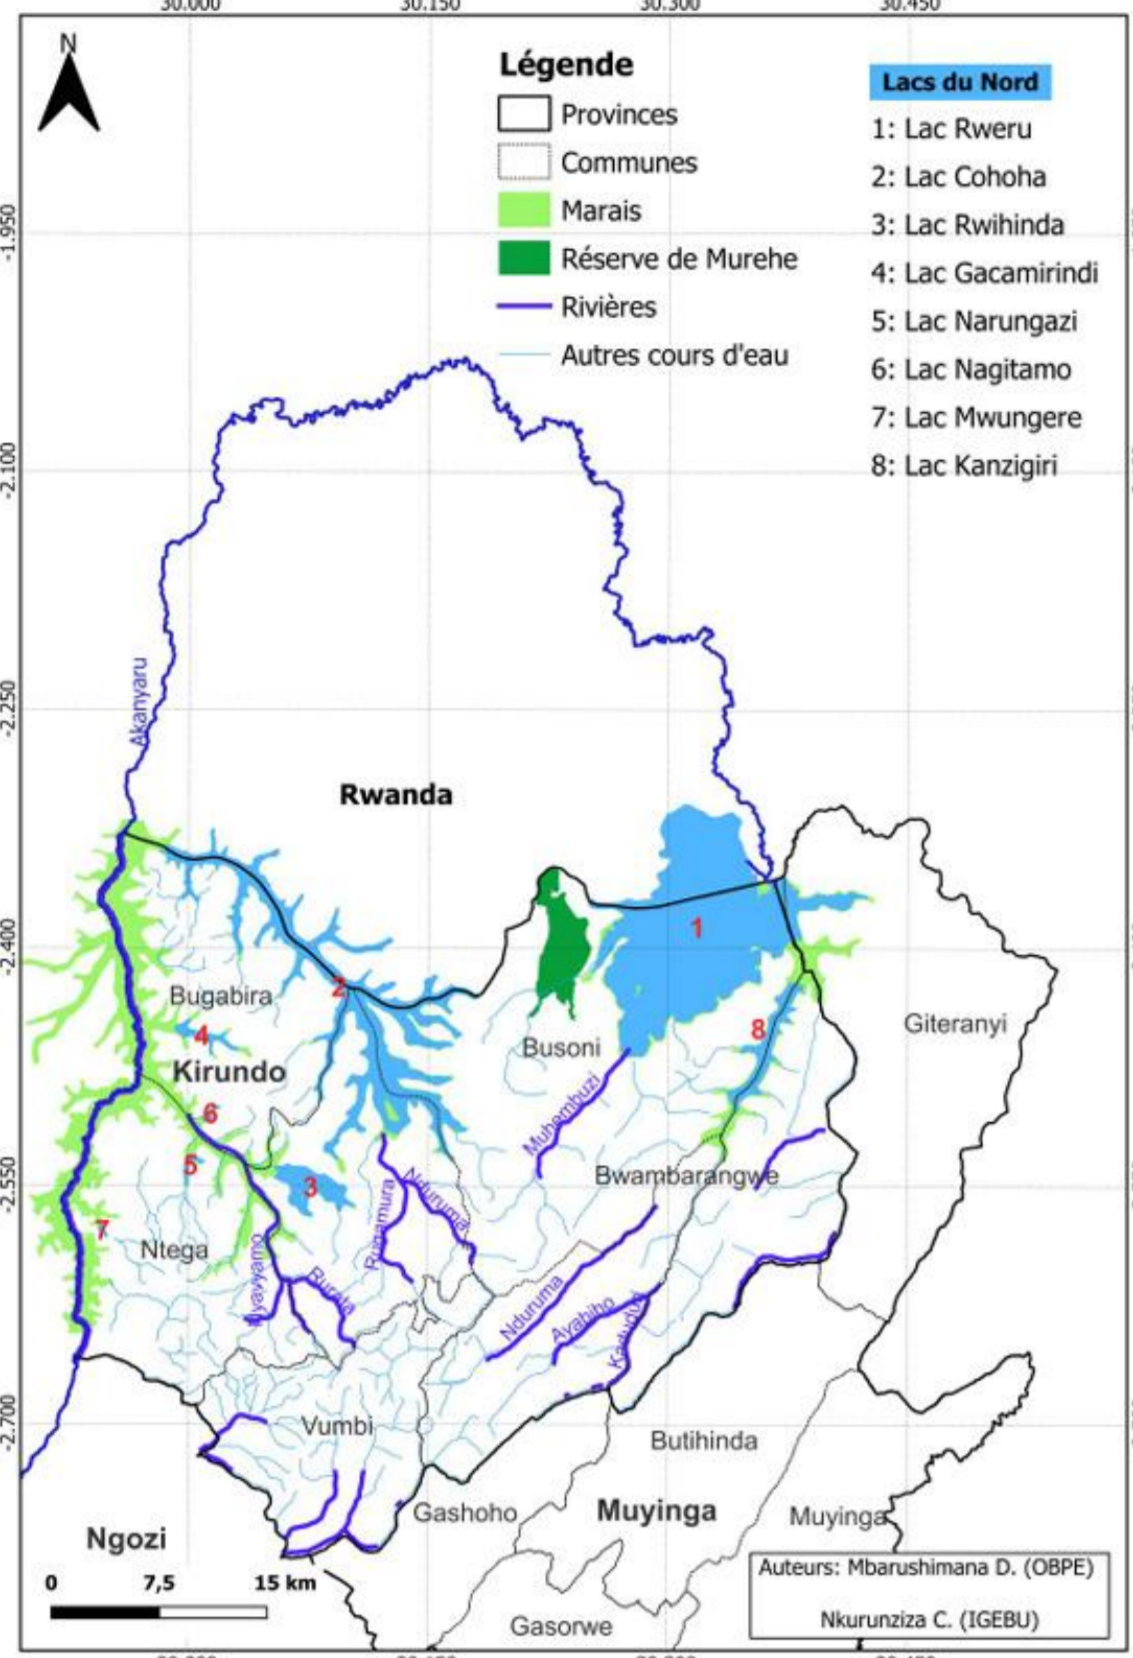 30.000 30.150 30.300 30.450
N
Légende
Provinces
Communes
Marais
Réserve de Murehe
Rivières
Autres cours d'eau
Lacs du Nord
1: Lac Rweru
2: Lac Cohoha
3: Lac Rwihinda
4: Lac Gacamirindi
5: Lac Narungazi
6: Lac Nagitamo
7: Lac Mwungere
8: Lac Kanzigiri
-1.950
-2.100
-2.250
-2.400
-2.550
-2.700
Akanyaru
Rwanda
1
2
Bugabira
4
8
Giteranyi
Busoni
Kirundo
6
Muhembuzi
5
3
Bwambarangwe
Nduruma
Rugamura
7
Ntega
Nyavyamo
Rurata
Nduruma
Ayabiho
Kaduduri
Vumbi
Butihinda
Gashoho
Muyinga
Muyinga
Ngozi
0 7,5 15 km
Gasorwe
Auteurs: Mbarushimana D. (OBPE)
Nkurunziza C. (IGEBU)